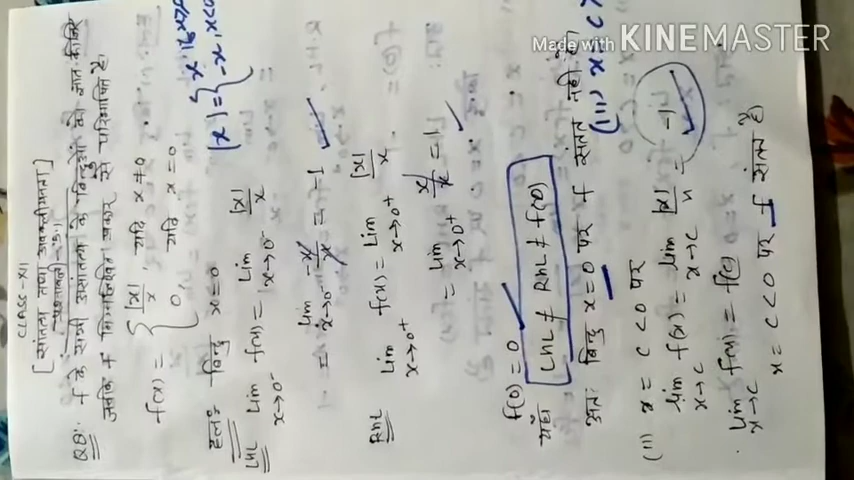 CLASS-XII
[सांतत्य तथा अवकलनीयता]
प्रश्नावली-5.1
Q8:- f के सभी असांतत्यता के बिन्दुओं को ज्ञात कीजिए
जबकि f निम्नलिखित प्रकार से परिभाषित है।
f(x) = { |x|/x, यदि x≠0
0, यदि x=0
हल:- बिन्दु x=0
|x| = { x, x>0
-x, x<0
LHL lim x→0⁻ f(x) = lim x→0⁻ |x|/x
= lim x→0⁻ -x/x = -1
RHL lim x→0⁺ f(x) = lim x→0⁺ |x|/x
= lim x→0⁺ x/x = 1
f(0) = 0
यहाँ LHL ≠ RHL ≠ f(0)
अतः बिन्दु x=0 पर f संतत नहीं है।
(ii) x = c < 0 पर
lim x→c f(x) = lim x→c |x|/x = -1
lim x→c f(x) = f(c)
x = c < 0 पर f संतत है
(iii) x = c >
Made with KINEMASTER